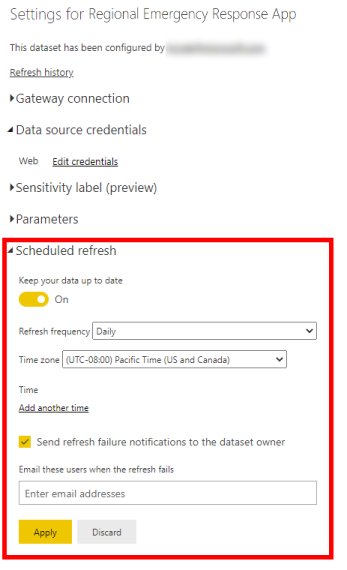 Settings for Regional Emergency Response App
This dataset has been configured by
Refresh history
Gateway connection
Data source credentials
Web Edit credentials
Sensitivity label (preview)
Parameters
Scheduled refresh
Keep your data up to date
On
Refresh frequency Daily
Time zone (UTC-08:00) Pacific Time (US and Canada)
Time
Add another time
Send refresh failure notifications to the dataset owner
Email these users when the refresh fails
Enter email addresses
Apply Discard